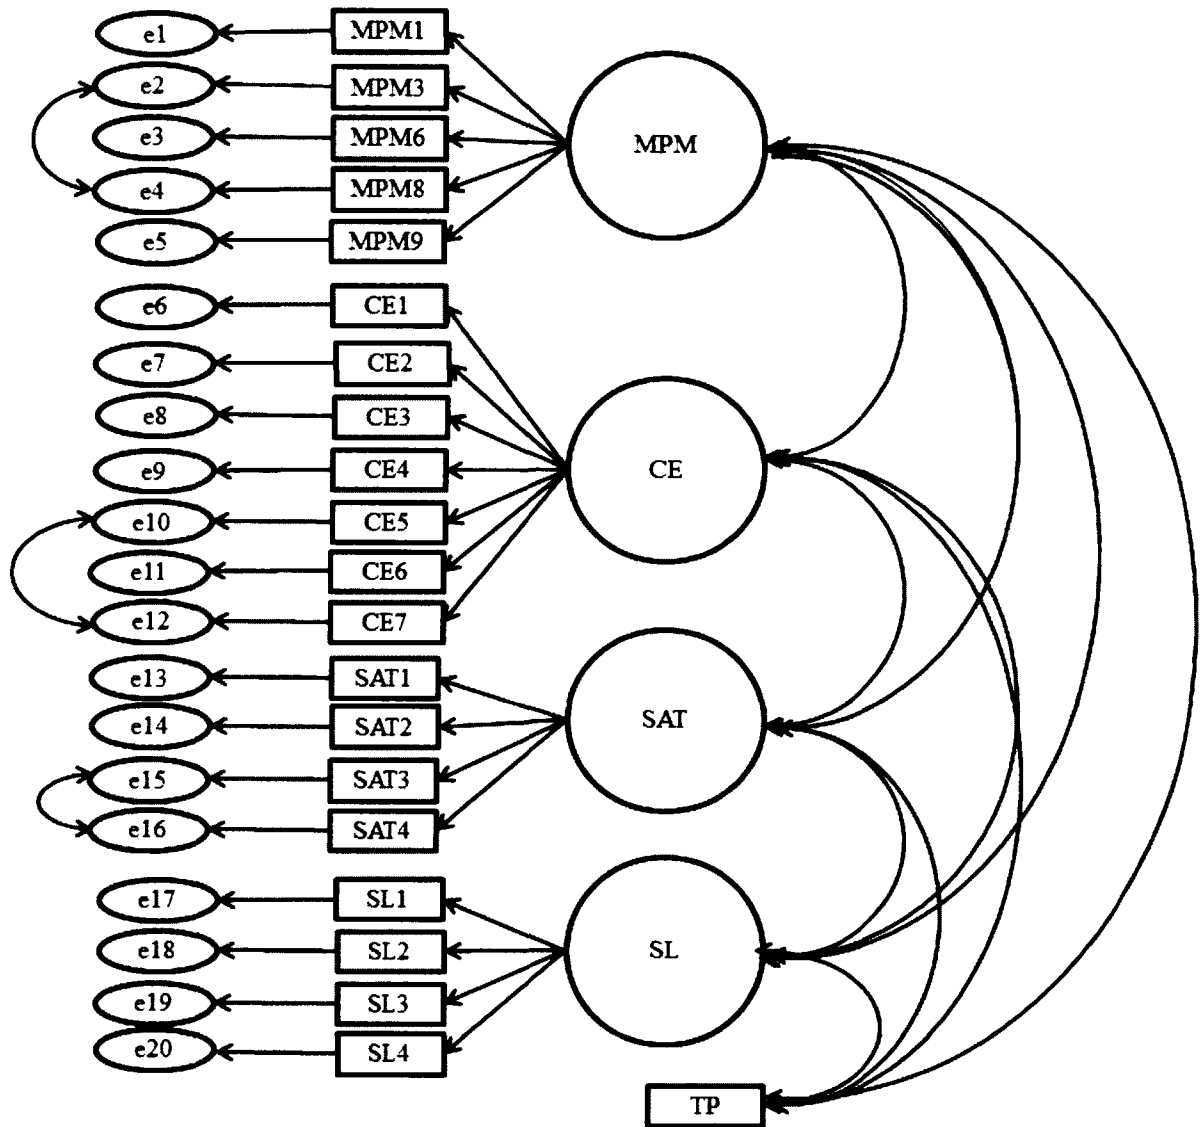 e1 MPM1
e2 MPM3
e3 MPM6
e4 MPM8
e5 MPM9
MPM
e6 CE1
e7 CE2
e8 CE3
e9 CE4
e10 CE5
e11 CE6
e12 CE7
CE
e13 SAT1
e14 SAT2
e15 SAT3
e16 SAT4
SAT
e17 SL1
e18 SL2
e19 SL3
e20 SL4
SL
TP